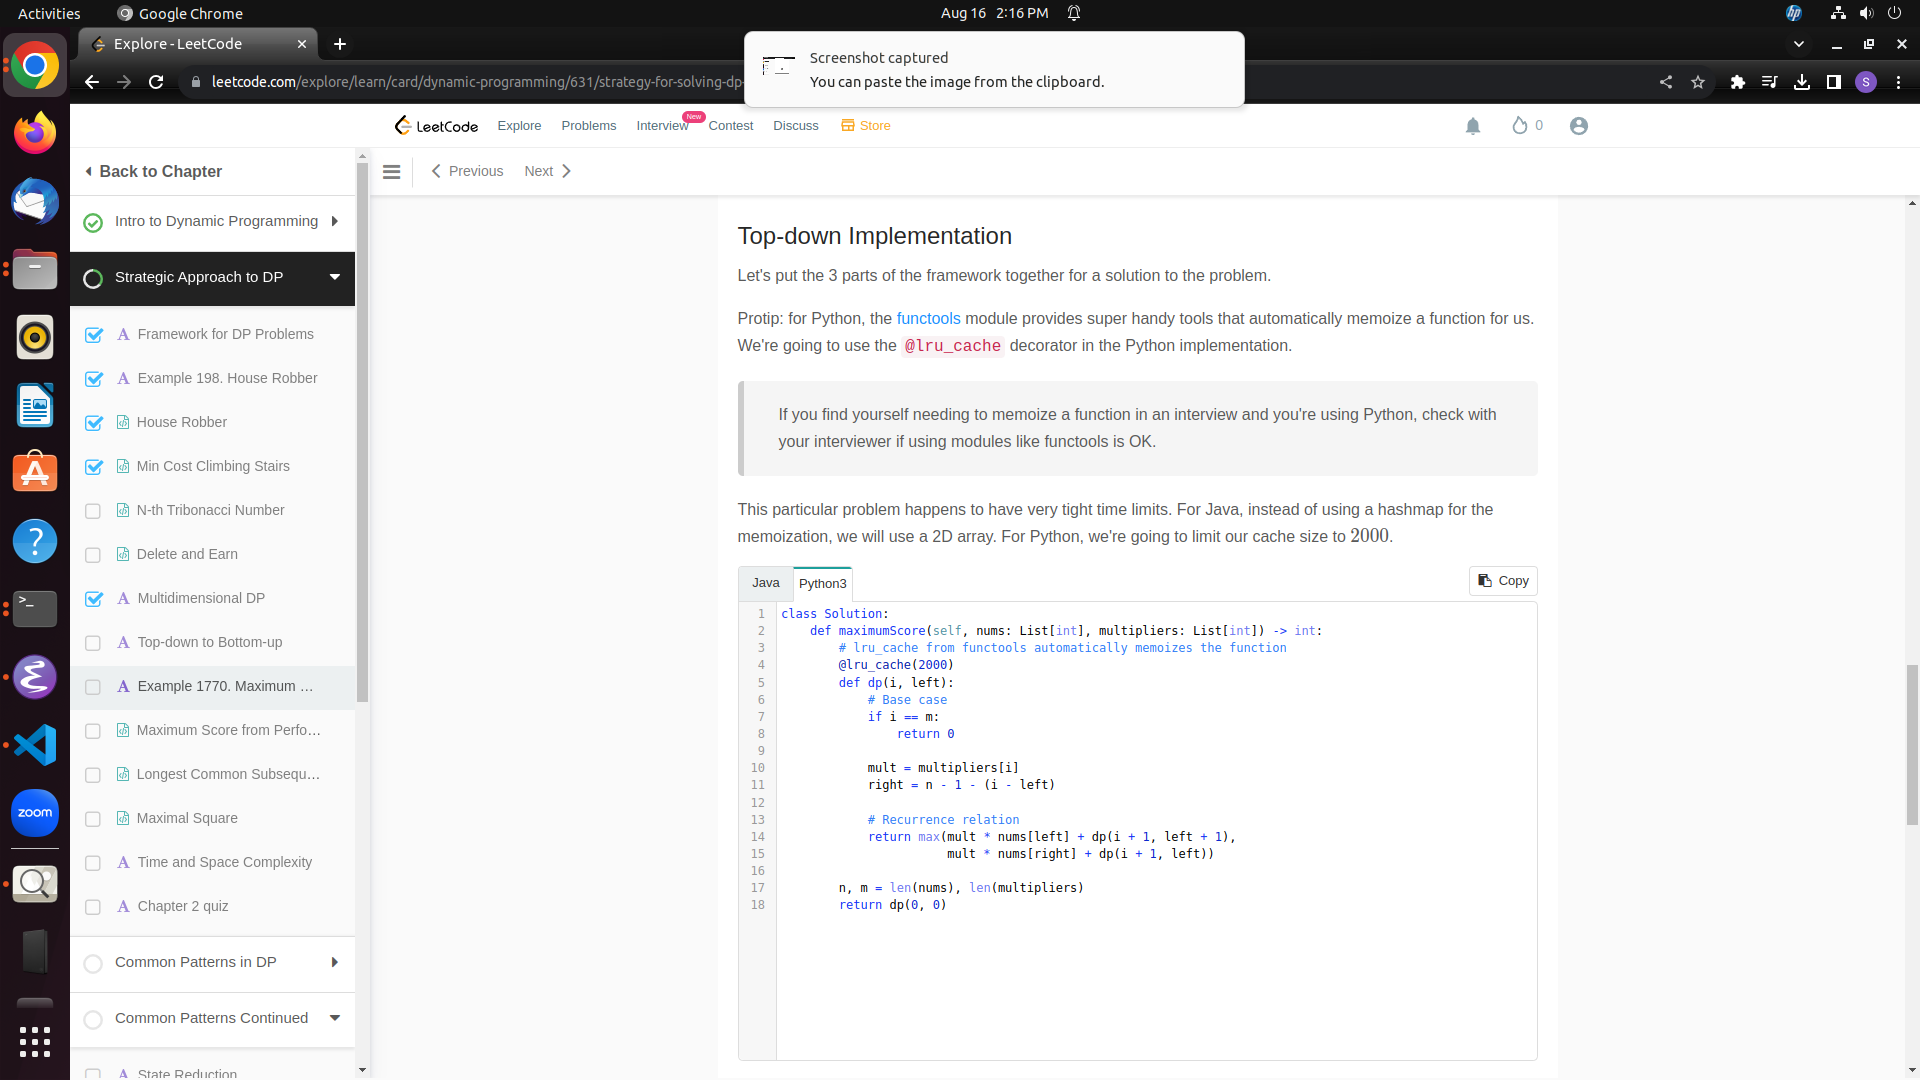 Activities
Google Chrome
Aug 16 2:16 PM
hp
Explore - LeetCode
leetcode.com/explore/learn/card/dynamic-programming/631/strategy-for-solving-dp-
Screenshot captured
You can paste the image from the clipboard.
S
LeetCode
Explore
Problems
Interview
New
Contest
Discuss
Store
0
Back to Chapter
Previous
Next
Intro to Dynamic Programming
Strategic Approach to DP
A Framework for DP Problems
A Example 198. House Robber
House Robber
Min Cost Climbing Stairs
N-th Tribonacci Number
Delete and Earn
A Multidimensional DP
A Top-down to Bottom-up
A Example 1770. Maximum ...
Maximum Score from Perfo...
Longest Common Subsequ...
Maximal Square
A Time and Space Complexity
A Chapter 2 quiz
Common Patterns in DP
Common Patterns Continued
A State Reduction
zoom
Top-down Implementation
Let's put the 3 parts of the framework together for a solution to the problem.
Protip: for Python, the functools module provides super handy tools that automatically memoize a function for us.
We're going to use the @lru_cache decorator in the Python implementation.
If you find yourself needing to memoize a function in an interview and you're using Python, check with
your interviewer if using modules like functools is OK.
This particular problem happens to have very tight time limits. For Java, instead of using a hashmap for the
memoization, we will use a 2D array. For Python, we're going to limit our cache size to 2000.
Java
Python3
Copy
1 class Solution:
2     def maximumScore(self, nums: List[int], multipliers: List[int]) -> int:
3         # lru_cache from functools automatically memoizes the function
4         @lru_cache(2000)
5         def dp(i, left):
6             # Base case
7             if i == m:
8                 return 0
9
10             mult = multipliers[i]
11             right = n - 1 - (i - left)
12
13             # Recurrence relation
14             return max(mult * nums[left] + dp(i + 1, left + 1),
15                        mult * nums[right] + dp(i + 1, left))
16
17         n, m = len(nums), len(multipliers)
18         return dp(0, 0)